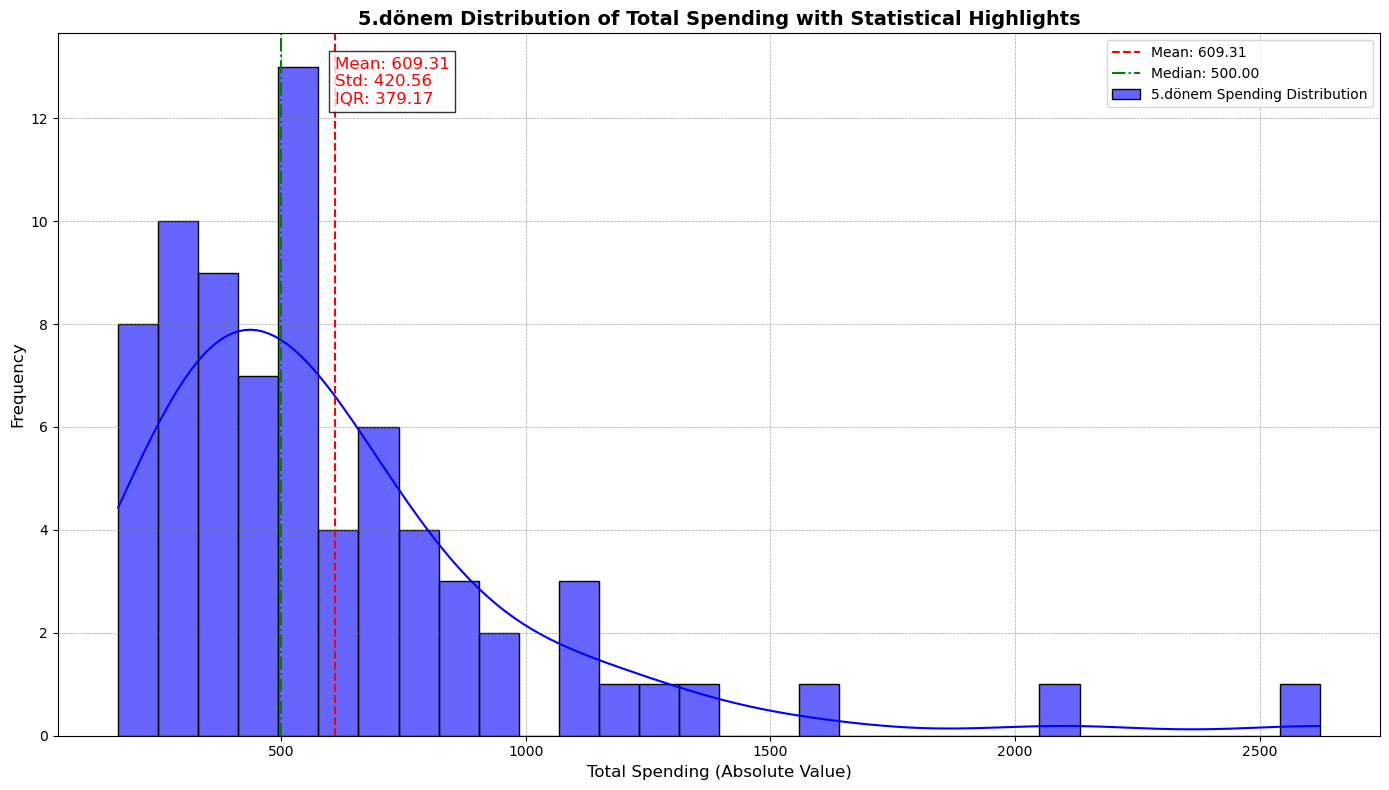 5.dönem Distribution of Total Spending with Statistical Highlights
Mean: 609.31
Std: 420.56
IQR: 379.17
Mean: 609.31
Median: 500.00
5.dönem Spending Distribution
Frequency
12
10
8
6
4
2
0
500
1000
1500
2000
2500
Total Spending (Absolute Value)